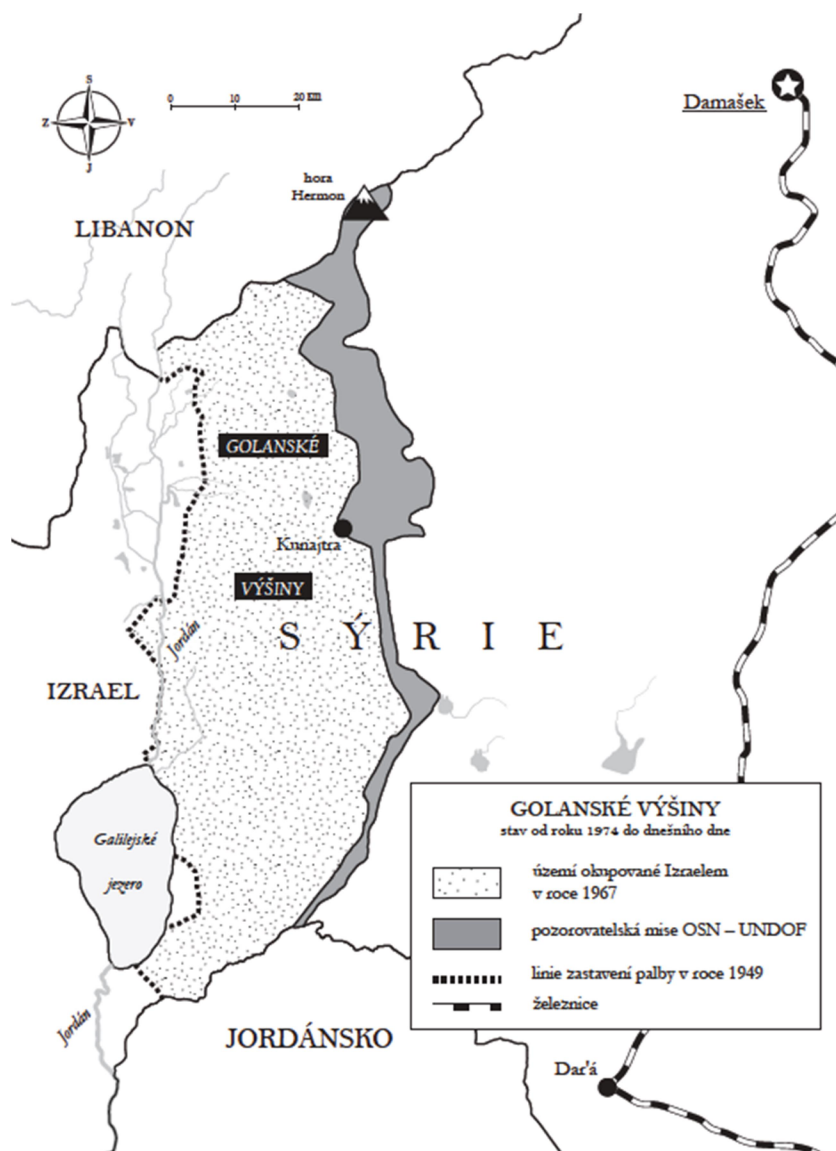 S
Z
V
J
0 10 20 KM
Damašek
hora
Hermon
LIBANON
GOLANSKÉ
Kunajtra
VÝŠINY
SÝRIE
Jordán
IZRAEL
Galilejské
jezero
Jordán
JORDÁNSKO
Dar'á
GOLANSKÉ VÝŠINY
stav od roku 1974 do dnešního dne
území okupované Izraelem
v roce 1967
pozorovatelská mise OSN – UNDOF
linie zastavení palby v roce 1949
železnice